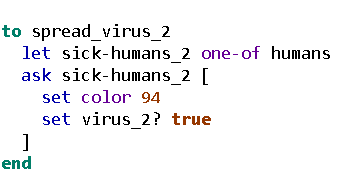 to spread_virus_2
  let sick-humans_2 one-of humans
  ask sick-humans_2 [
    set color 94
    set virus_2? true
  ]
end